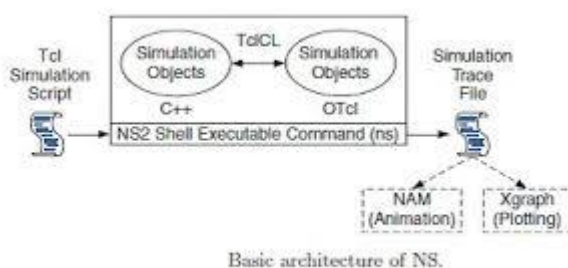 Tcl
Simulation
Script
Simulation
Objects
TclCL
Simulation
Objects
C++
OTcl
NS2 Shell Executable Command (ns)
Simulation
Trace
File
NAM
(Animation)
Xgraph
(Plotting)
Basic architecture of NS.